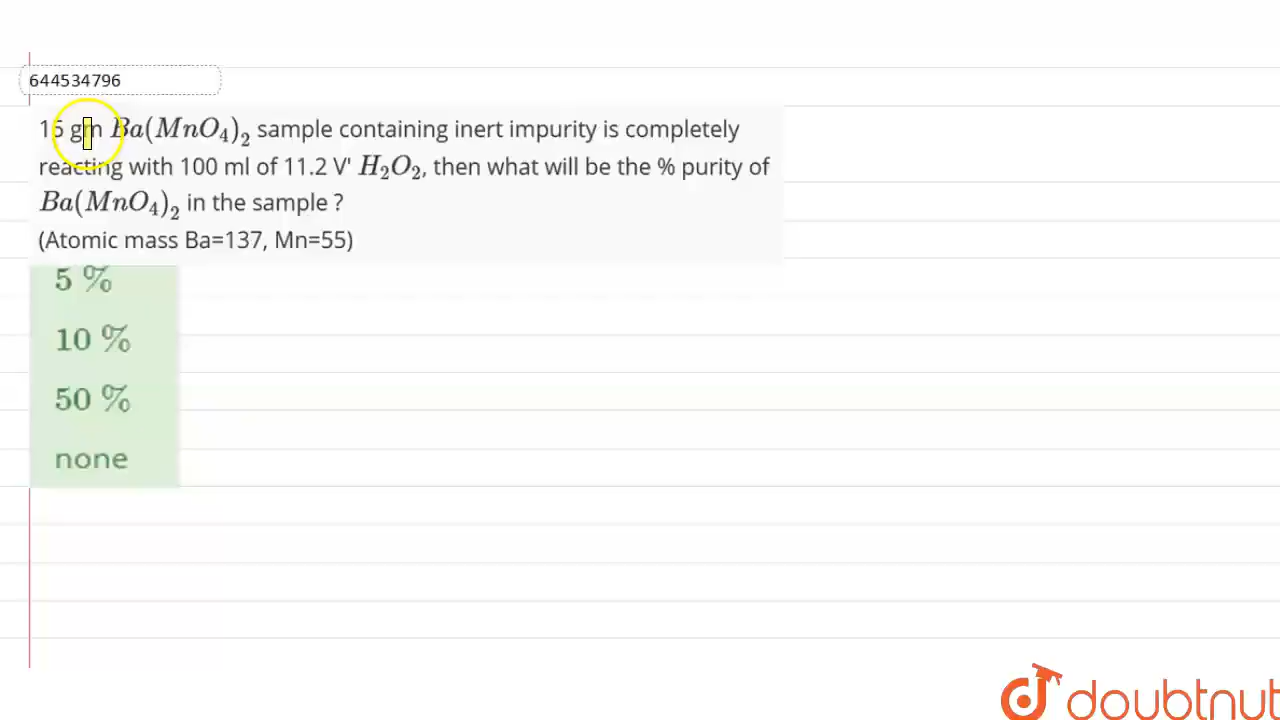 644534796
15 gm Ba(MnO₄)₂ sample containing inert impurity is completely
reacting with 100 ml of 11.2 V' H₂O₂, then what will be the % purity of
Ba(MnO₄)₂ in the sample ?
(Atomic mass Ba=137, Mn=55)
5 %
10 %
50 %
none
doubtnut